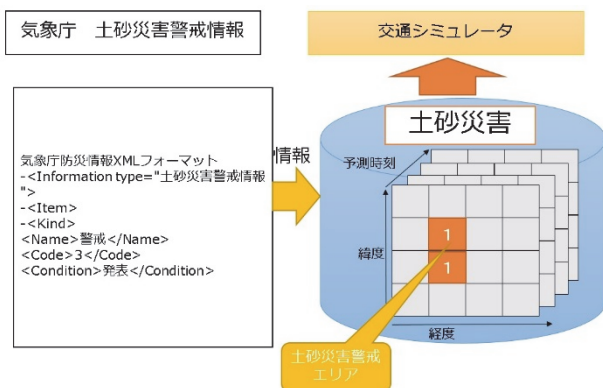 気象庁　土砂災害警戒情報
交通シミュレータ
土砂災害
気象庁防災情報XMLフォーマット
-<Information type="土砂災害警戒情報
">
-<Item>
-<Kind>
<Name>警戒</Name>
<Code>3</Code>
<Condition>発表</Condition>
情報
予測時刻
緯度
1
1
経度
土砂災害警戒
エリア